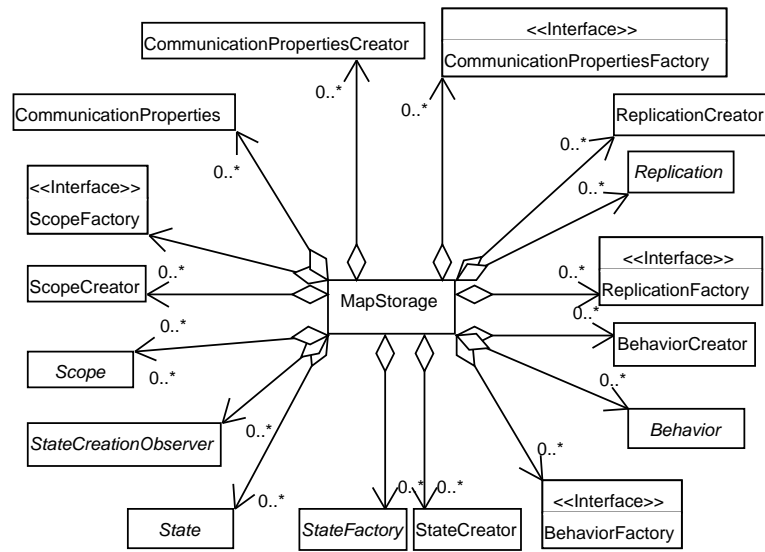 CommunicationPropertiesCreator
<<Interface>>
CommunicationPropertiesFactory
0..*
0..*
CommunicationProperties
0..*
ReplicationCreator
0..*
Replication
0..*
<<Interface>>
ScopeFactory
<<Interface>>
ReplicationFactory
0..*
ScopeCreator
0..*
MapStorage
0..*
BehaviorCreator
0..*
Scope
0..*
Behavior
0..*
StateCreationObserver
0..*
0..*
<<Interface>>
BehaviorFactory
State
0..*
StateFactory
0..*
StateCreator
0..*